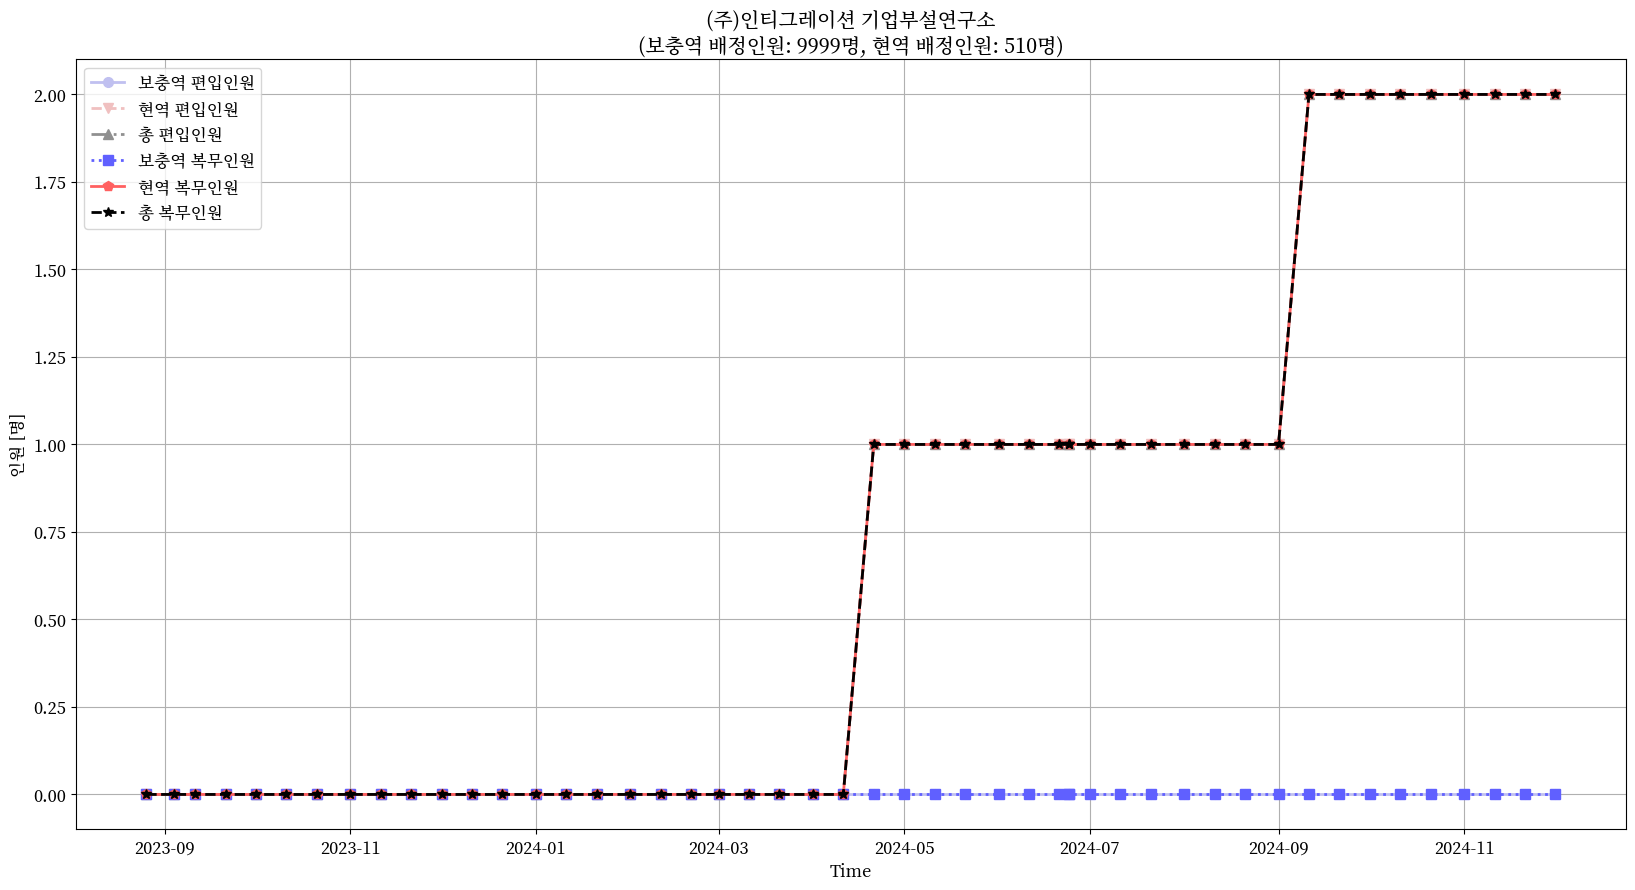 (주)인티그레이션 기업부설연구소
(보충역 배정인원: 9999명, 현역 배정인원: 510명)
보충역 편입인원
현역 편입인원
총 편입인원
보충역 복무인원
현역 복무인원
총 복무인원
2.00
1.75
1.50
1.25
1.00
0.75
0.50
0.25
0.00
인원 [명]
2023-09
2023-11
2024-01
2024-03
2024-05
2024-07
2024-09
2024-11
Time